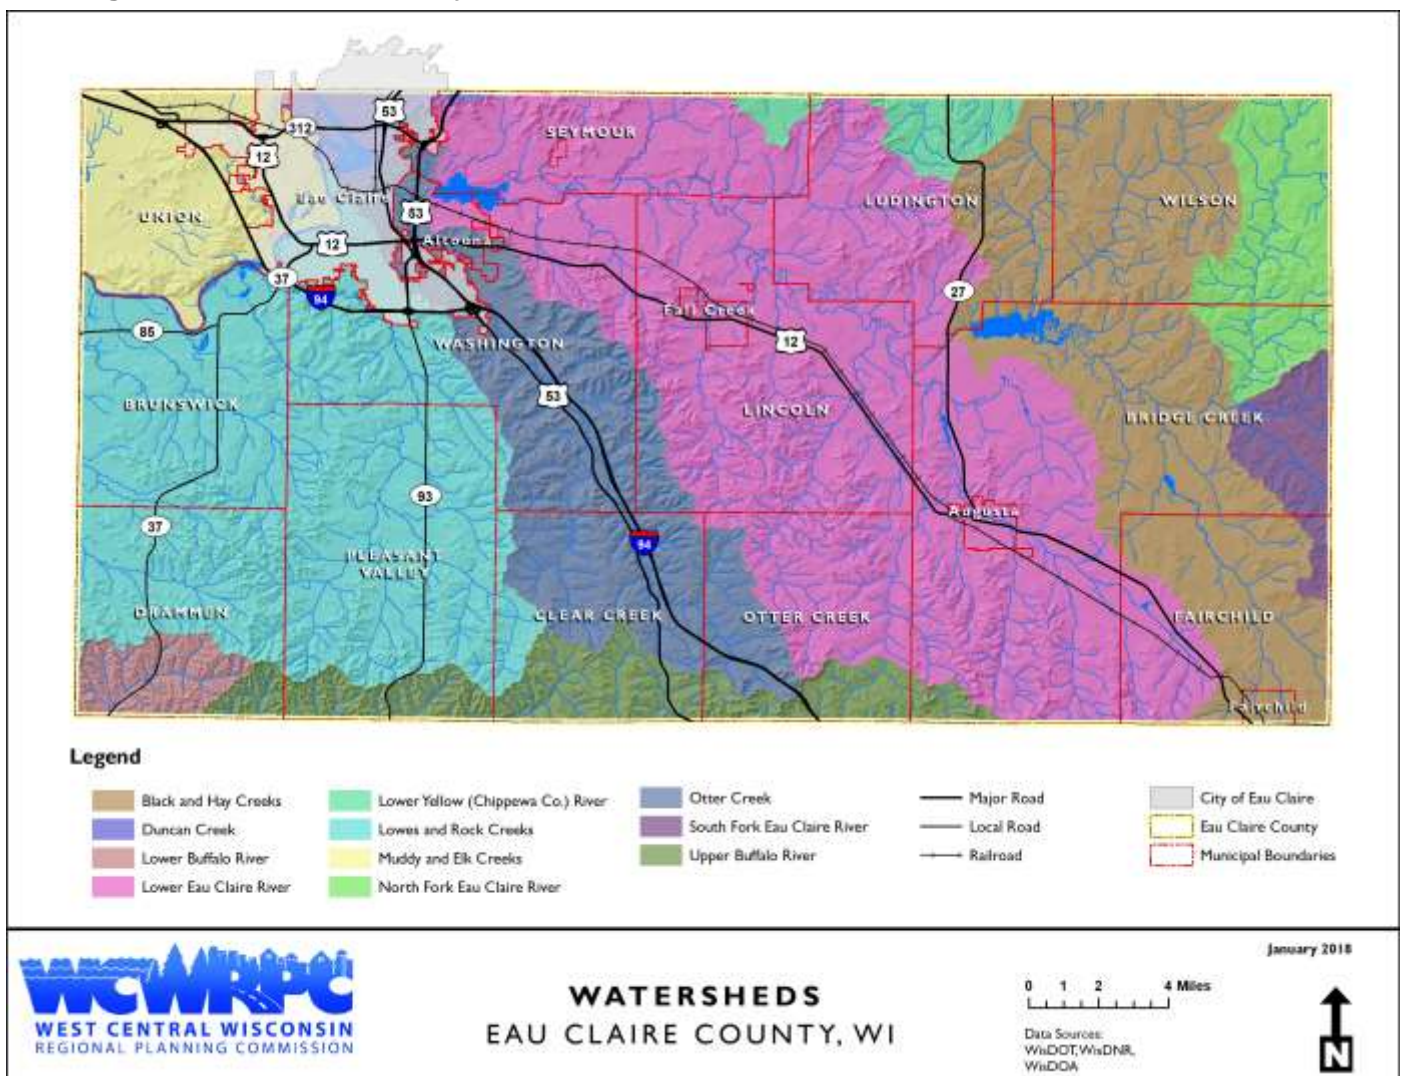 53
312
SEYMOUR
12
LUDINGTON
WILSON
Eau Claire
UNION
53
12
Altoona
37
94
27
Fall Creek
85
WASHINGTON
12
53
BRUNSWICK
LINCOLN
BRIDGE CREEK
93
37
Augusta
94
PLEASANT
VALLEY
DRAMMEN
CLEAR CREEK
OTTER CREEK
FAIRCHILD
Fairchild
Legend
Black and Hay Creeks
Duncan Creek
Lower Buffalo River
Lower Eau Claire River
Lower Yellow (Chippewa Co.) River
Lowes and Rock Creeks
Muddy and Elk Creeks
North Fork Eau Claire River
Otter Creek
South Fork Eau Claire River
Upper Buffalo River
Major Road
Local Road
Railroad
City of Eau Claire
Eau Claire County
Municipal Boundaries
WCWRPC
WEST CENTRAL WISCONSIN
REGIONAL PLANNING COMMISSION
WATERSHEDS
EAU CLAIRE COUNTY, WI
January 2018
0 1 2 4 Miles
Data Sources:
WisDOT, WisDNR,
WisDOA
N